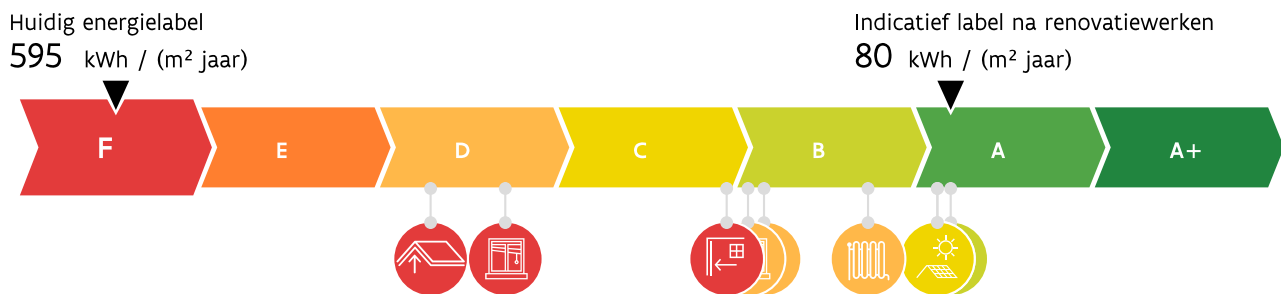 Huidig energielabel
595 kWh / (m² jaar)
Indicatief label na renovatiewerken
80 kWh / (m² jaar)
F
E
D
C
B
A
A+